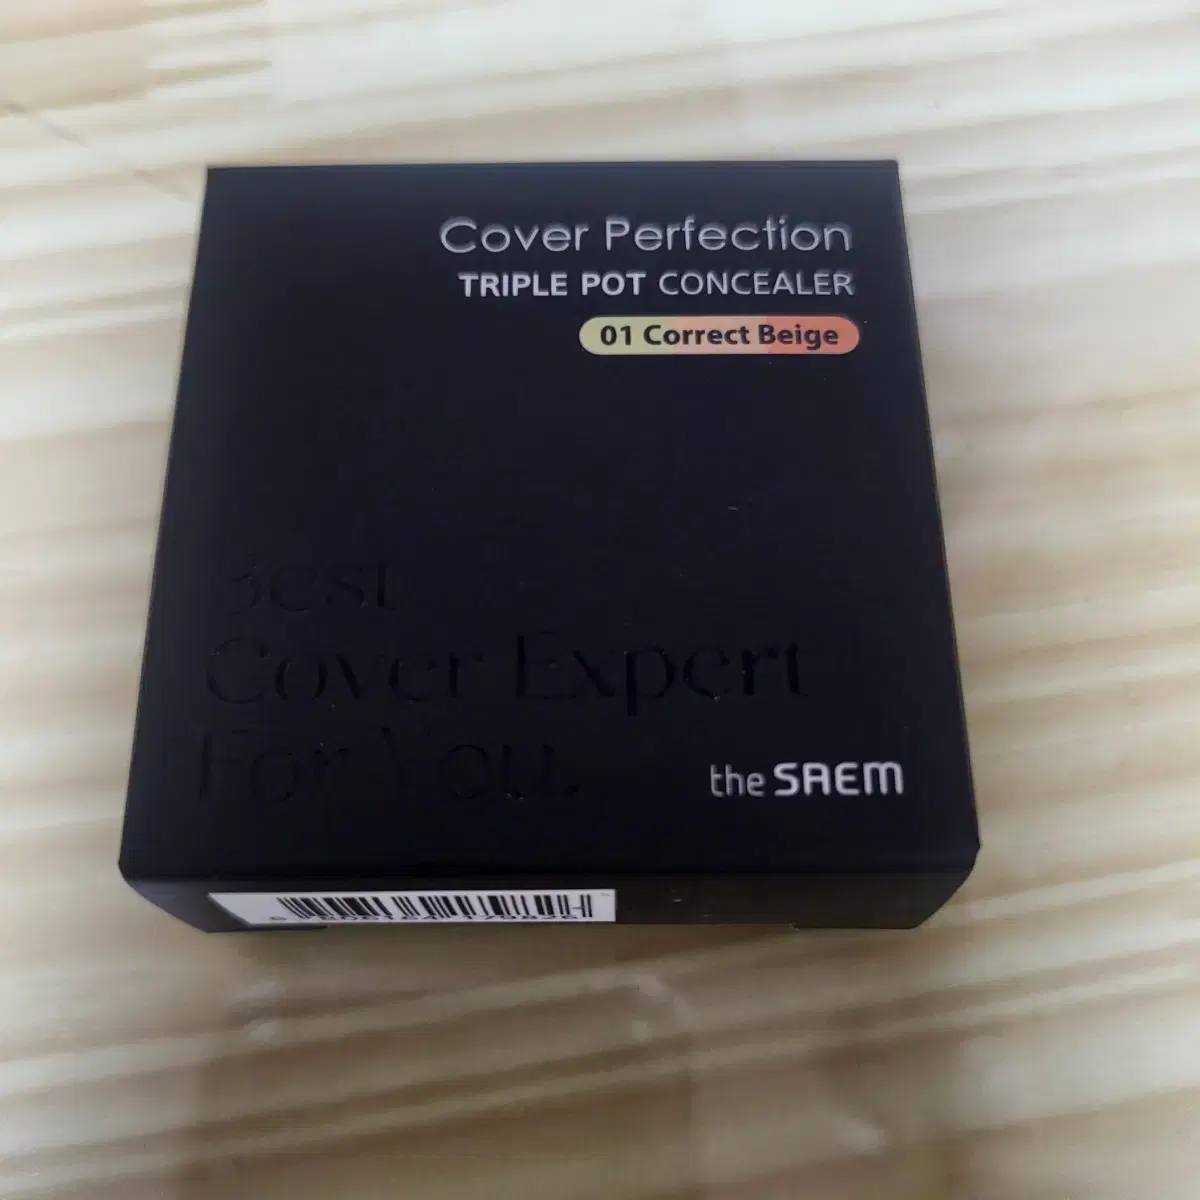 Cover Perfection
TRIPLE POT CONCEALER
01 Correct Beige
Best
Cover Expert
For You.
the SAEM